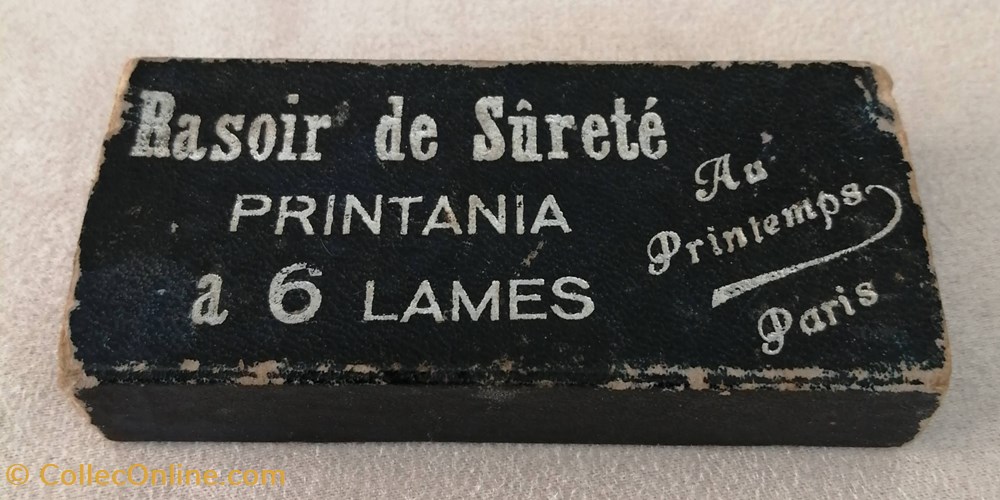 Rasoir de Sûreté
PRINTANIA
a 6 LAMES
Au
Printemps
Paris
© CollecOnline.com